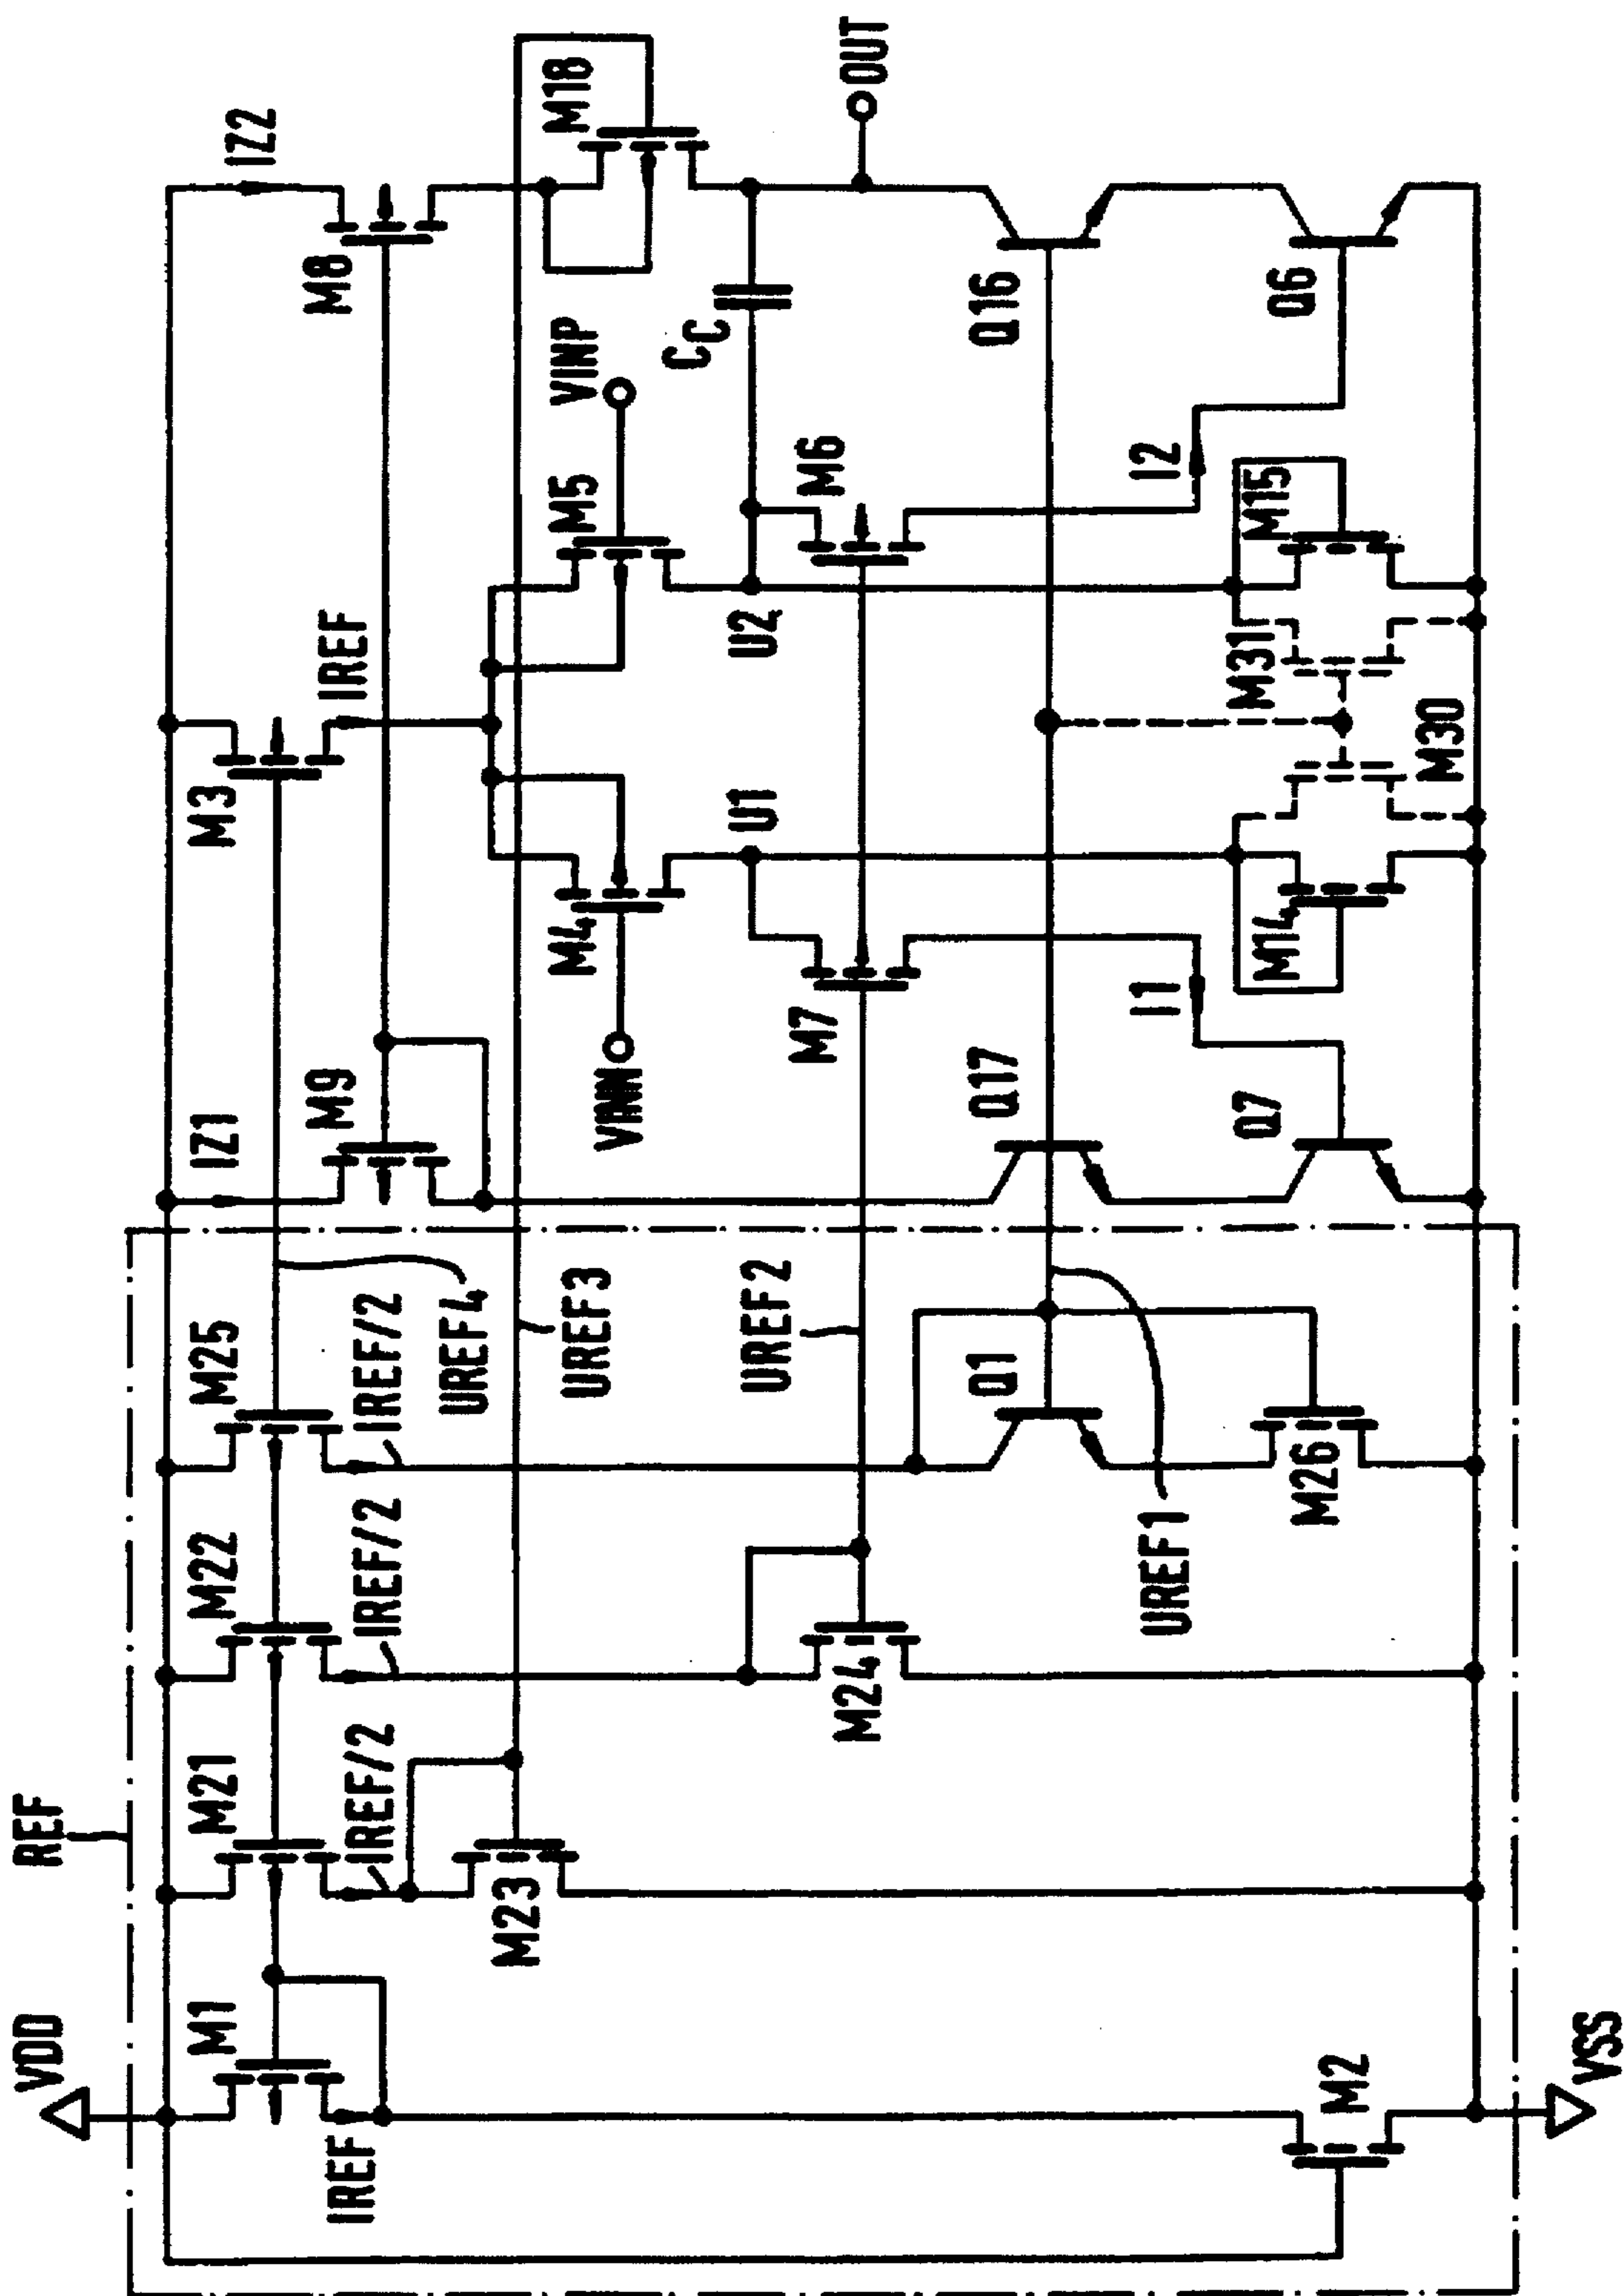 REF
VDD
M1
IREF
M21
IREF/2
M22
IREF/2
M25
IREF/2
UREF4
IZ1
M9
M3
IREF
M8
IZ2
M23
UREF3
VINN
M4
M5
VINP
M18
M24
UREF2
M7
U1
U2
M6
CC
OUT
Q1
UREF1
Q17
I1
I2
Q16
M2
M26
Q7
M14
M30
M31
M15
Q6
VSS